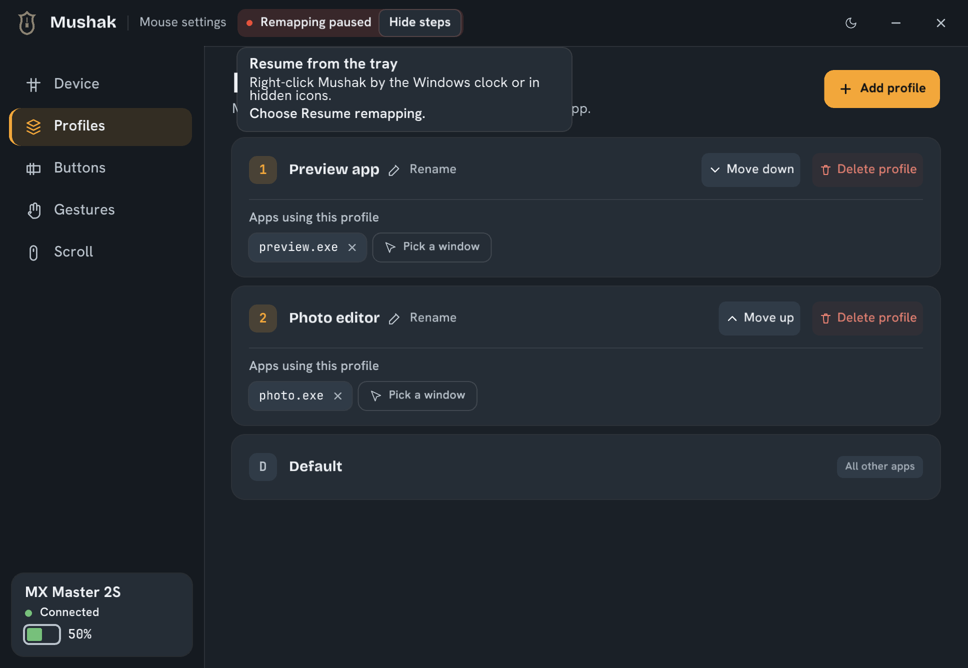 Mushak
Mouse settings
Remapping paused
Hide steps
Resume from the tray
Right-click Mushak by the Windows clock or in
hidden icons.
Choose Resume remapping.
pp.
Add profile
Device
Profiles
Buttons
Gestures
Scroll
1
Preview app
Rename
Move down
Delete profile
Apps using this profile
preview.exe
Pick a window
2
Photo editor
Rename
Move up
Delete profile
Apps using this profile
photo.exe
Pick a window
D
Default
All other apps
MX Master 2S
Connected
50%